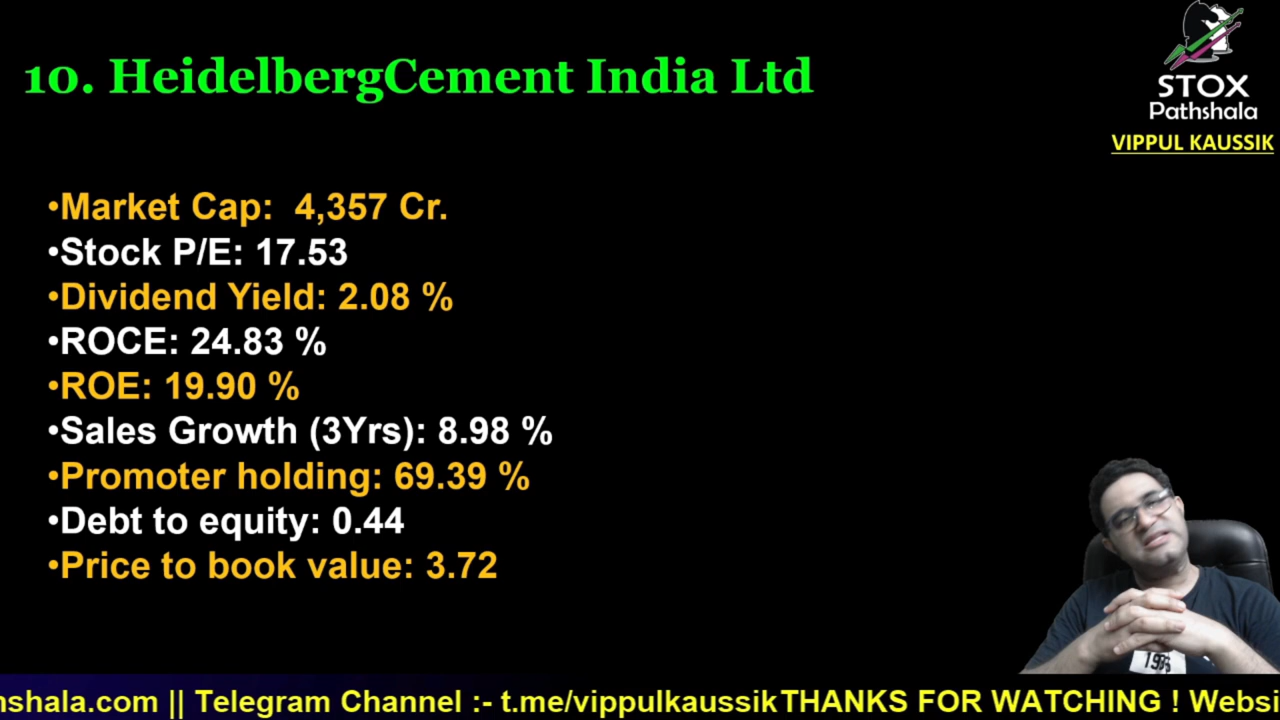 10. HeidelbergCement India Ltd
STOX
Pathshala
VIPPUL KAUSSIK
•Market Cap:  4,357 Cr.
•Stock P/E: 17.53
•Dividend Yield: 2.08 %
•ROCE: 24.83 %
•ROE: 19.90 %
•Sales Growth (3Yrs): 8.98 %
•Promoter holding: 69.39 %
•Debt to equity: 0.44
•Price to book value: 3.72
nshala.com || Telegram Channel :- t.me/vippulkaussikTHANKS FOR WATCHING ! Websi